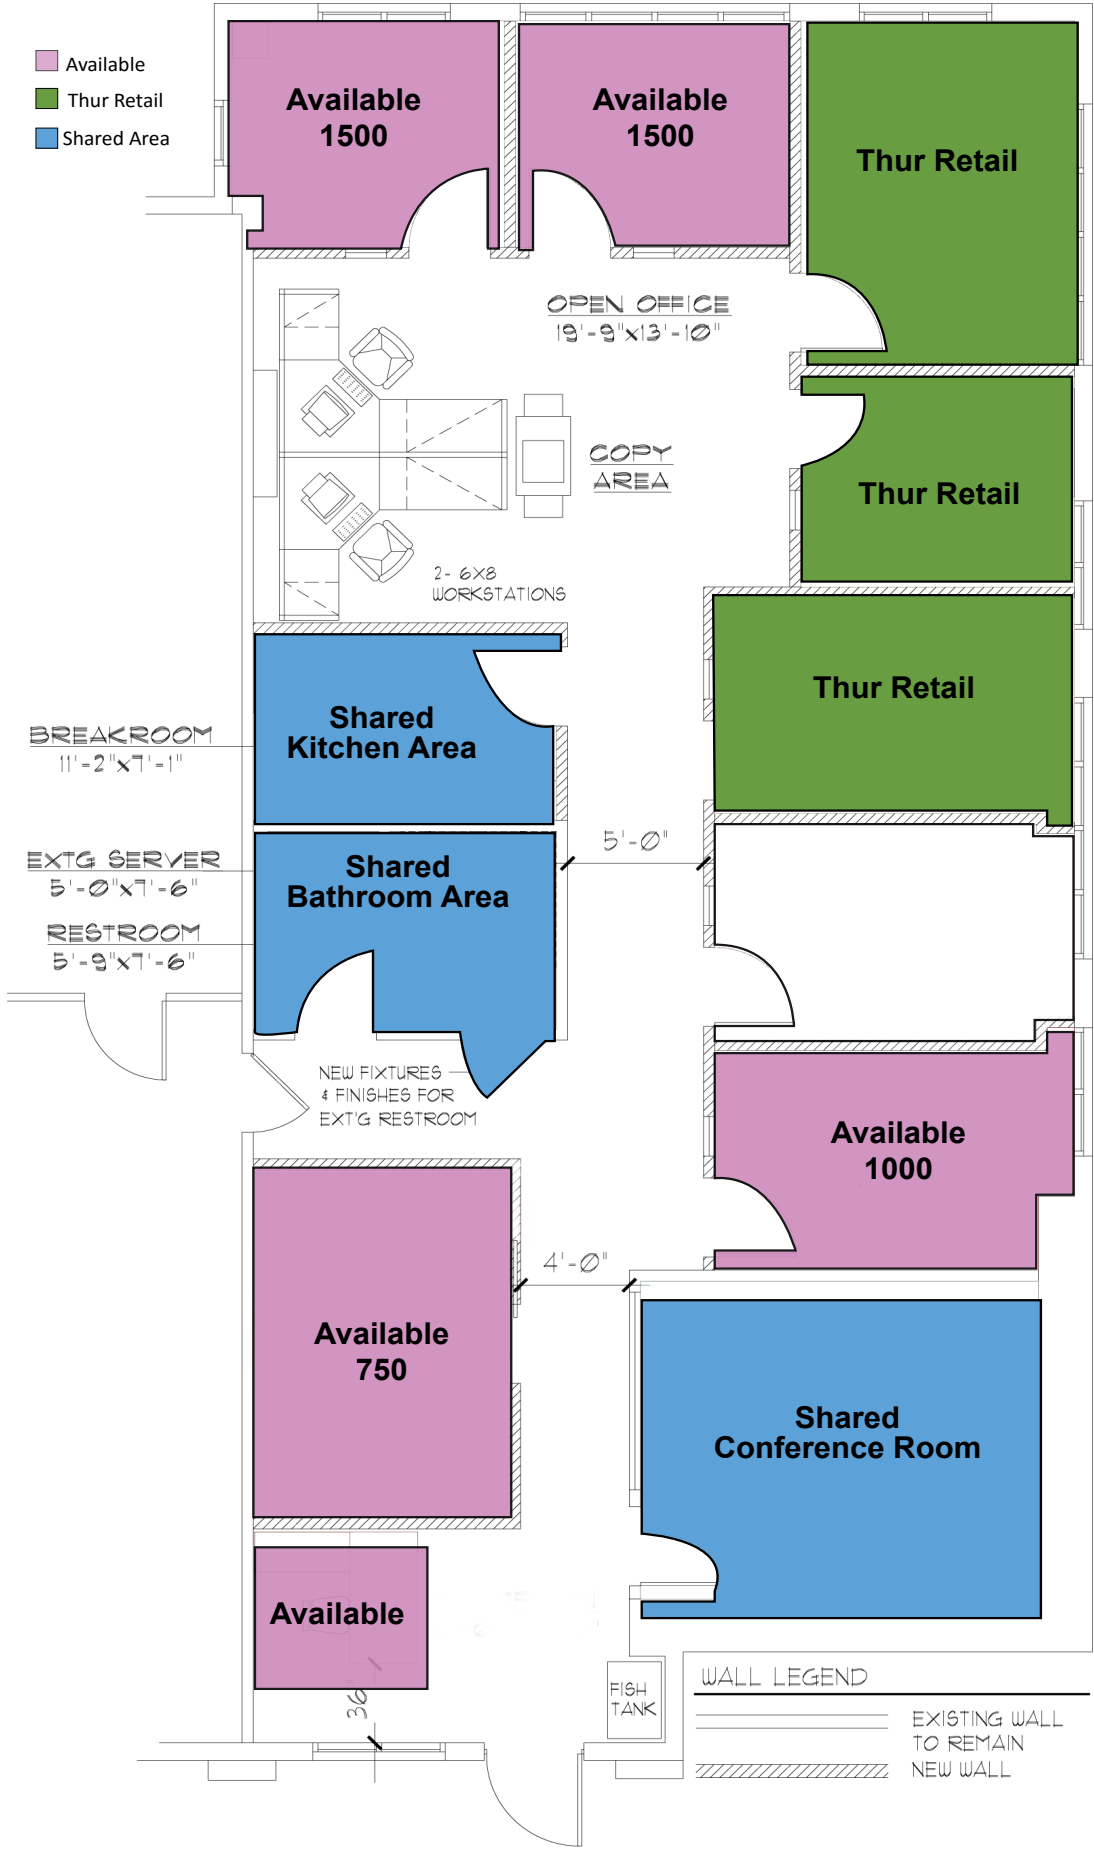 Available
Thur Retail
Shared Area
Available
1500
Available
1500
Thur Retail
OPEN OFFICE
19'-9"x13'-10"
COPY
AREA
Thur Retail
2- 6X8
WORKSTATIONS
Thur Retail
Shared
Kitchen Area
BREAKROOM
11'-2"x7'-1"
5'-0"
Shared
Bathroom Area
EXTG SERVER
5'-0"x7'-6"
RESTROOM
5'-9"x7'-6"
NEW FIXTURES
& FINISHES FOR
EXT'G RESTROOM
Available
1000
4'-0"
Available
750
Shared
Conference Room
Available
36"
FISH
TANK
WALL LEGEND
EXISTING WALL
TO REMAIN
NEW WALL